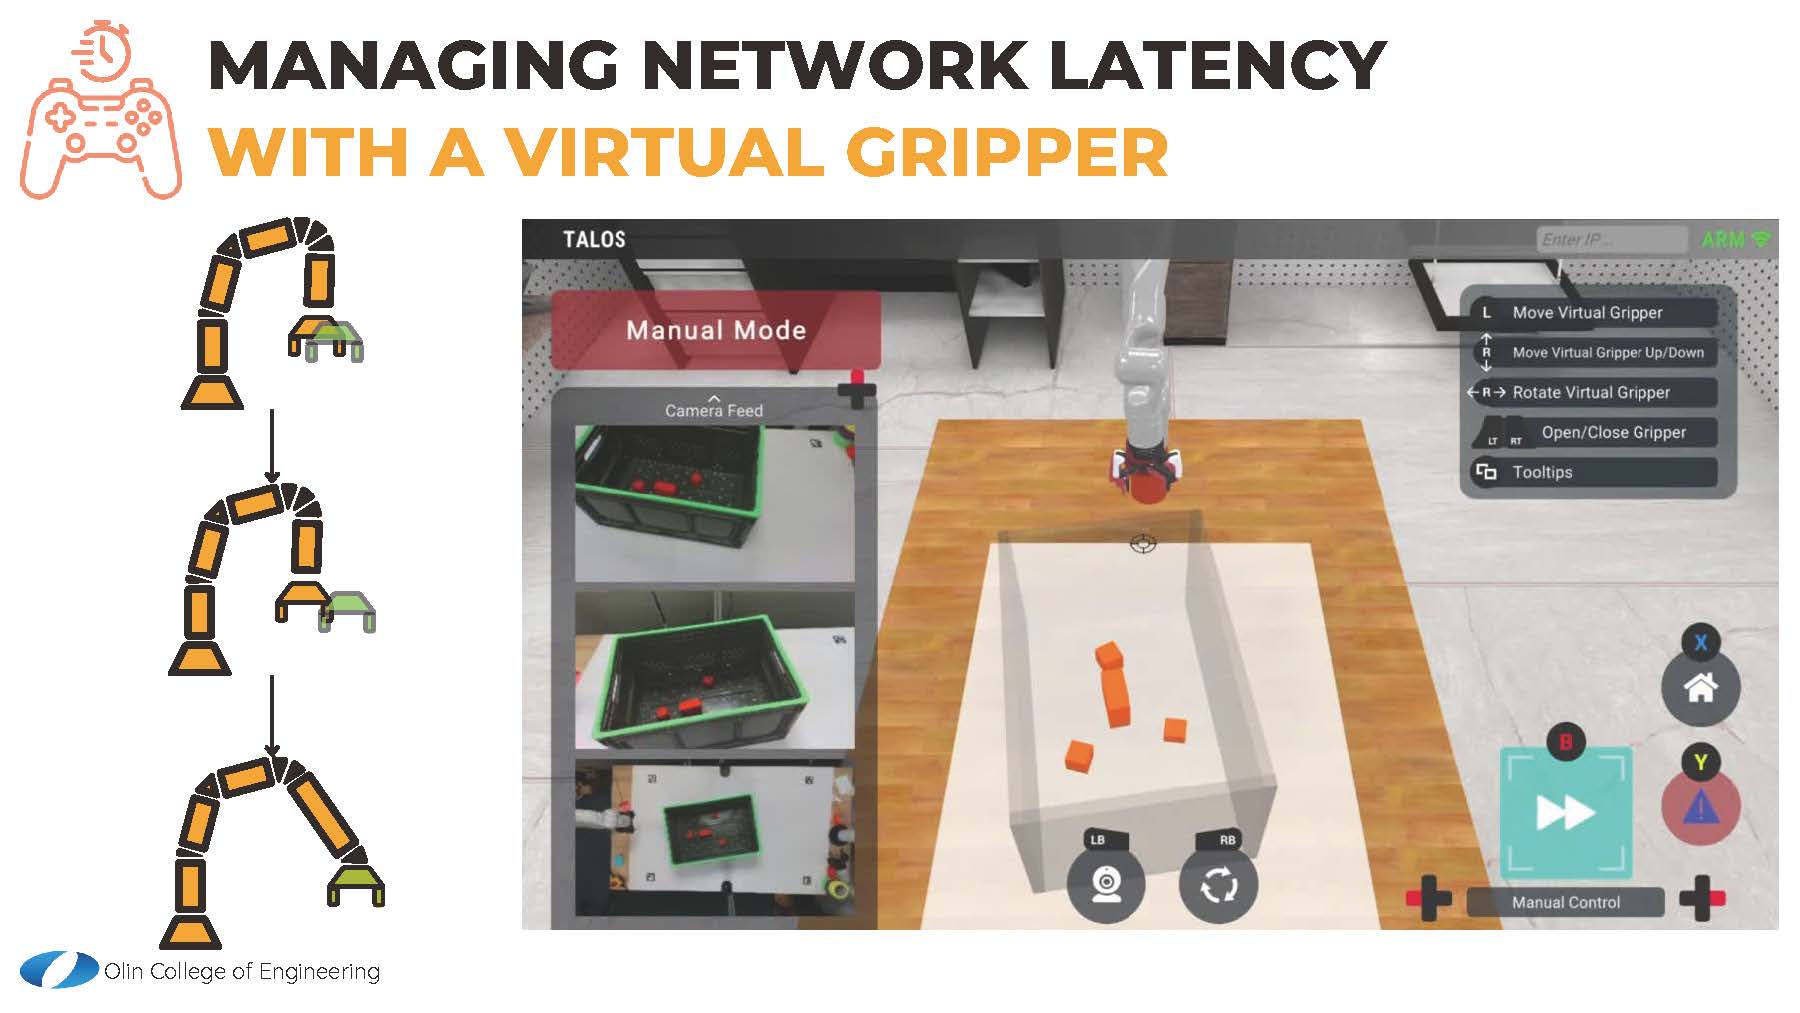 MANAGING NETWORK LATENCY
WITH A VIRTUAL GRIPPER
TALOS
Enter IP...
ARM
Manual Mode
Camera Feed
L Move Virtual Gripper
R Move Virtual Gripper Up/Down
R Rotate Virtual Gripper
LT RT Open/Close Gripper
Tooltips
X
B
Y
LB
RB
Manual Control
Olin College of Engineering